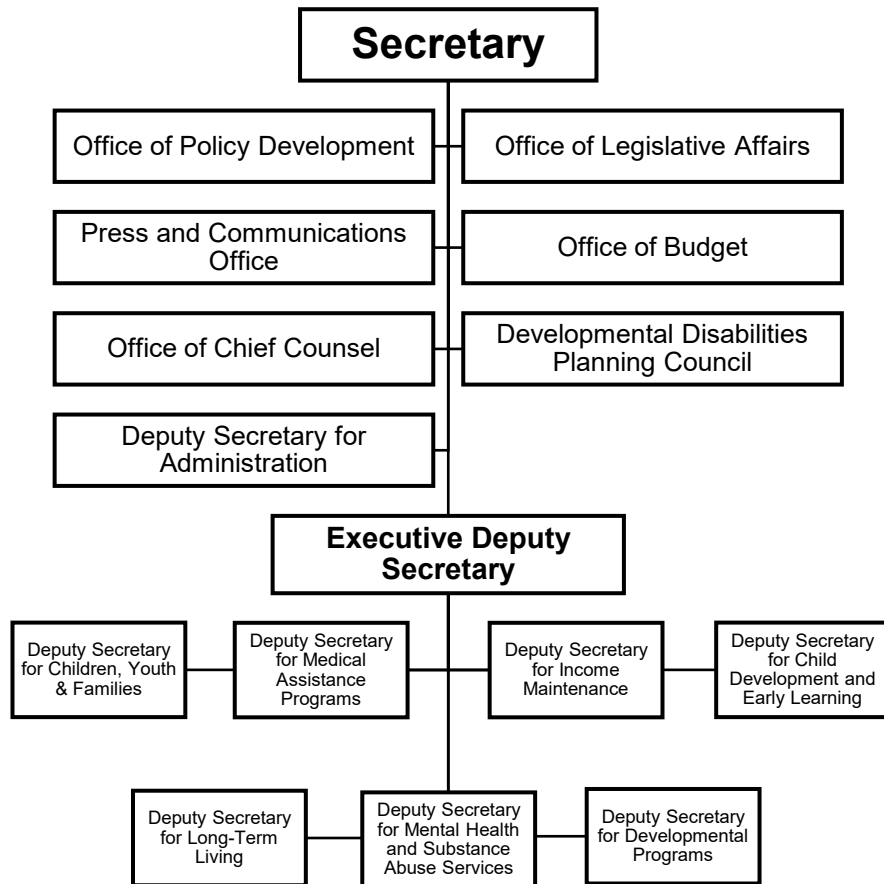 Secretary
Office of Policy Development
Office of Legislative Affairs
Press and Communications
Office
Office of Budget
Office of Chief Counsel
Developmental Disabilities
Planning Council
Deputy Secretary for
Administration
Executive Deputy
Secretary
Deputy Secretary
for Children, Youth
& Families
Deputy Secretary
for Medical
Assistance
Programs
Deputy Secretary
for Income
Maintenance
Deputy Secretary
for Child
Development and
Early Learning
Deputy Secretary
for Long-Term
Living
Deputy Secretary
for Mental Health
and Substance
Abuse Services
Deputy Secretary
for Developmental
Programs